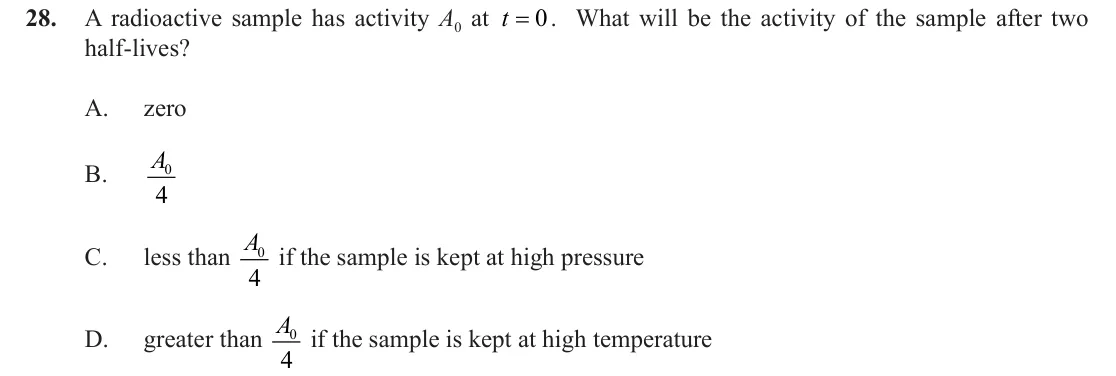 28. A radioactive sample has activity A₀ at t = 0. What will be the activity of the sample after two
half-lives?
A. zero
B. A₀/4
C. less than A₀/4 if the sample is kept at high pressure
D. greater than A₀/4 if the sample is kept at high temperature